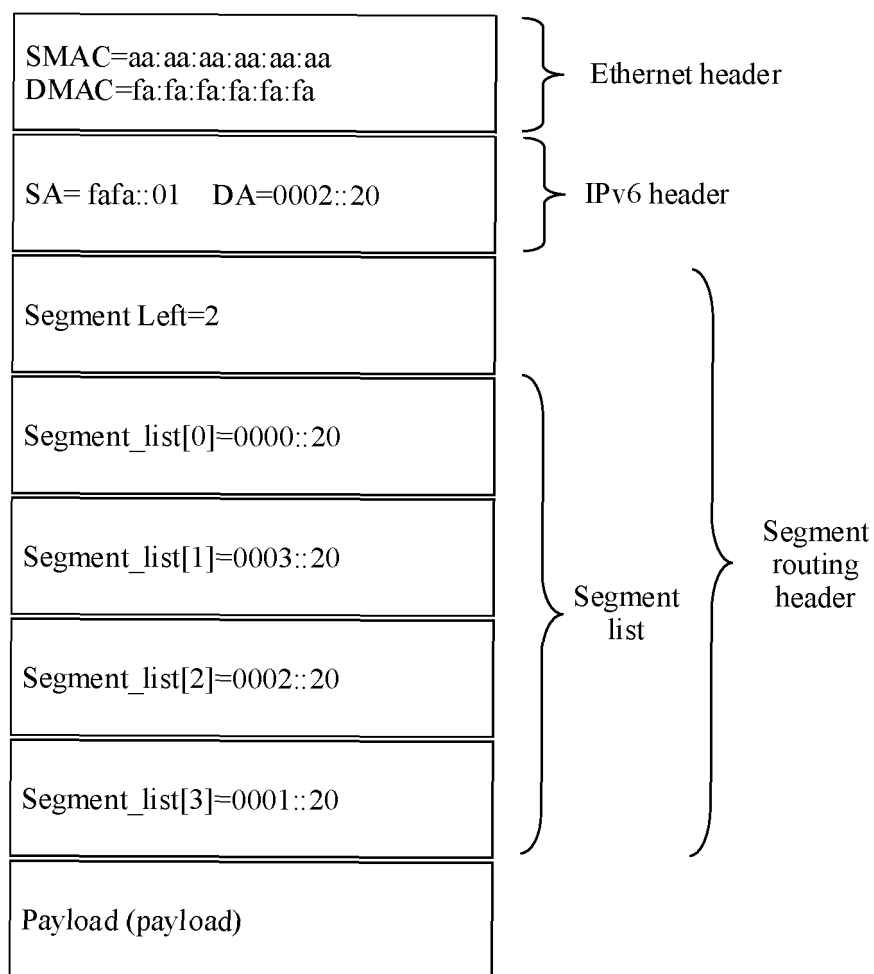 SMAC=aa:aa:aa:aa:aa:aa
DMAC=fa:fa:fa:fa:fa:fa
Ethernet header
SA= fafa::01 DA=0002::20
IPv6 header
Segment Left=2
Segment_list[0]=0000::20
Segment_list[1]=0003::20
Segment_list[2]=0002::20
Segment_list[3]=0001::20
Segment
list
Segment
routing
header
Payload (payload)